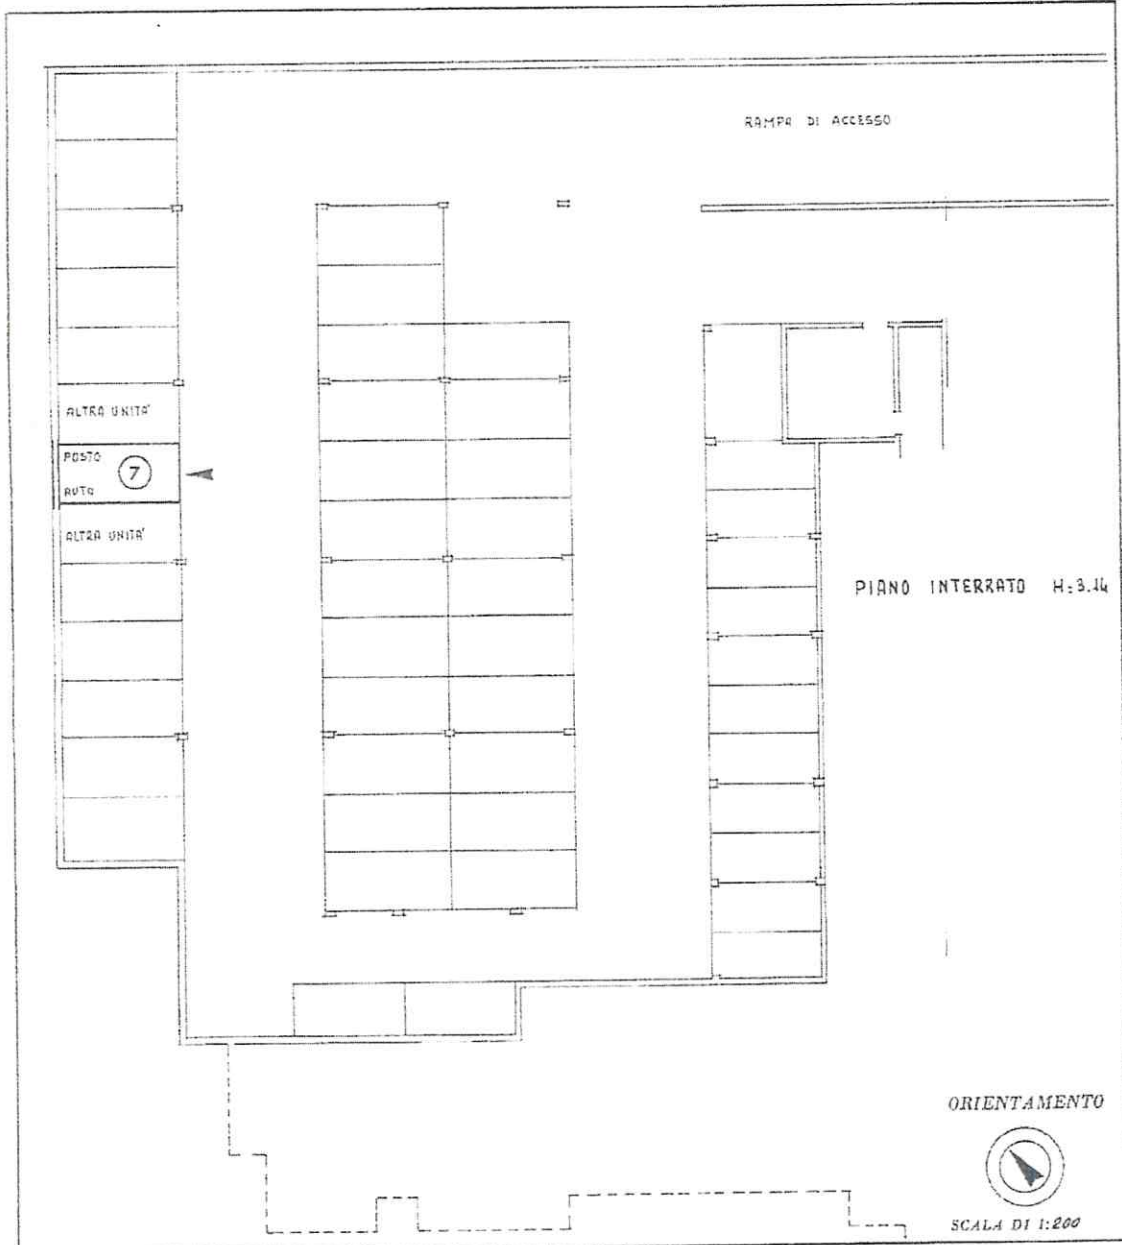 RAMPA DI ACCESSO
ALTRA UNITA'
POSTO
AUTO
7
ALTRA UNITA'
PIANO INTERRATO H:3.14
ORIENTAMENTO
SCALA DI 1:200